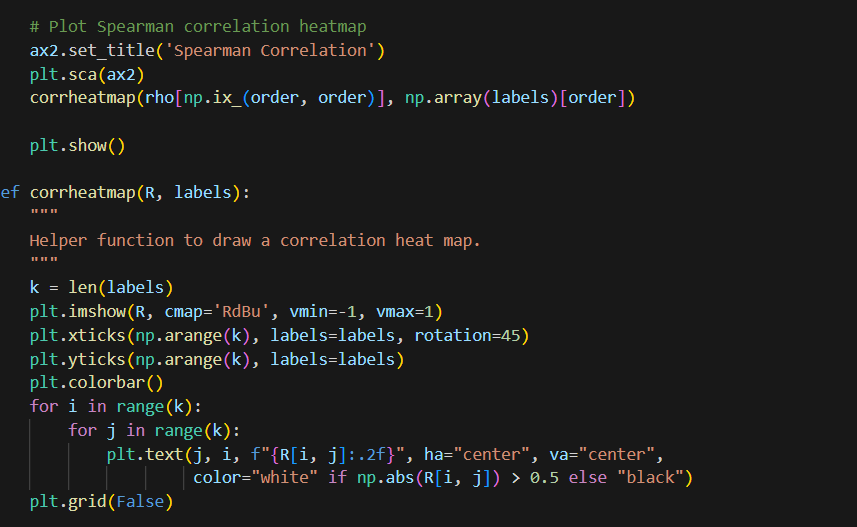 # Plot Spearman correlation heatmap
ax2.set_title('Spearman Correlation')
plt.sca(ax2)
corrheatmap(rho[np.ix_(order, order)], np.array(labels)[order])
plt.show()
ef corrheatmap(R, labels):
"""
Helper function to draw a correlation heat map.
"""
k = len(labels)
plt.imshow(R, cmap='RdBu', vmin=-1, vmax=1)
plt.xticks(np.arange(k), labels=labels, rotation=45)
plt.yticks(np.arange(k), labels=labels)
plt.colorbar()
for i in range(k):
for j in range(k):
plt.text(j, i, f"{R[i, j]:.2f}", ha="center", va="center",
color="white" if np.abs(R[i, j]) > 0.5 else "black")
plt.grid(False)